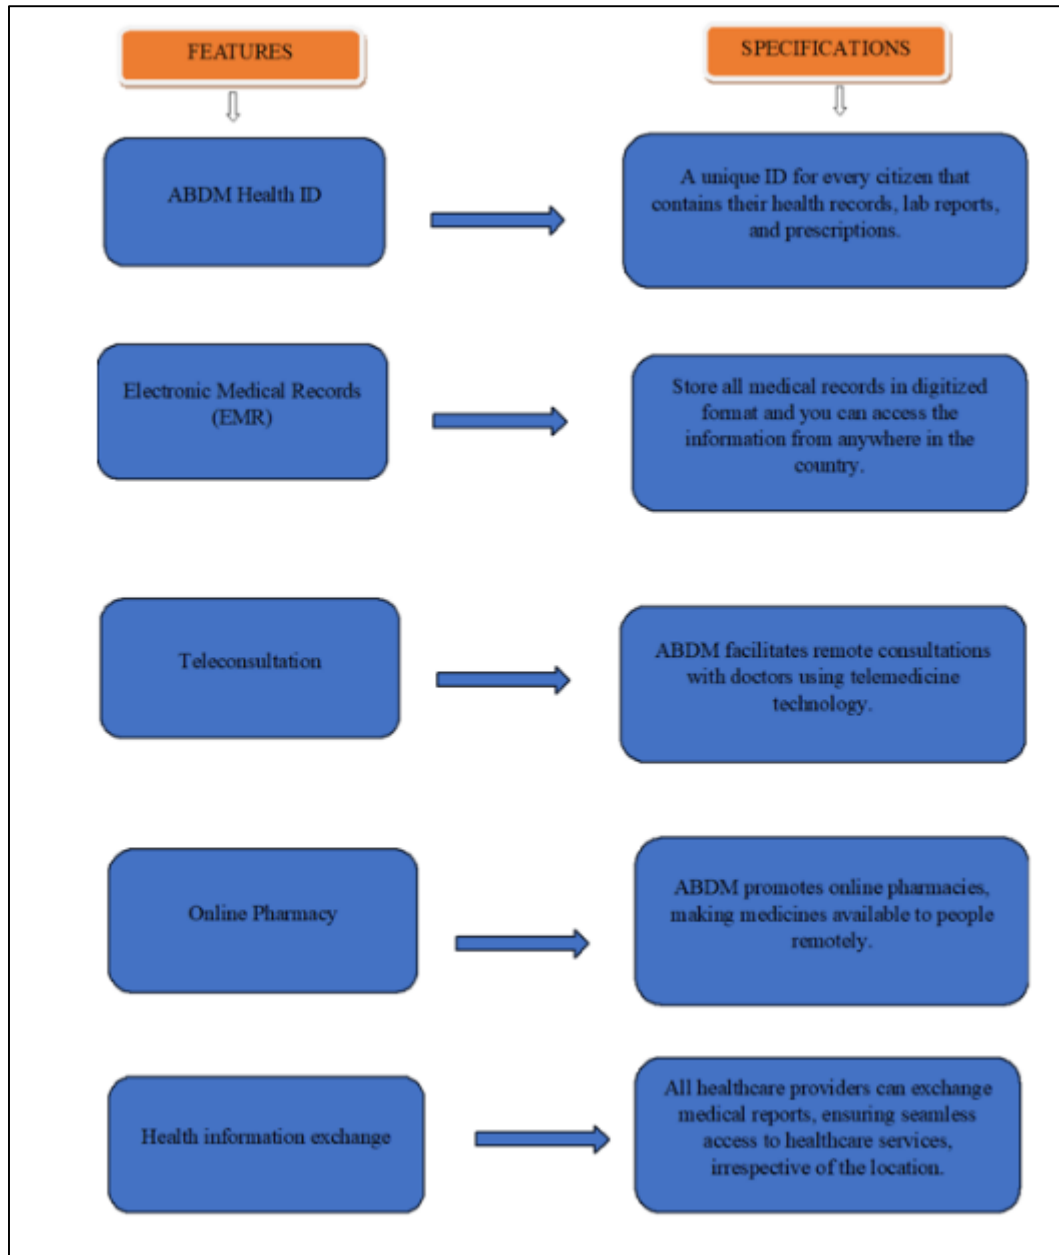 FEATURES
SPECIFICATIONS
ABDM Health ID
A unique ID for every citizen that
contains their health records, lab reports,
and prescriptions.
Electronic Medical Records
(EMR)
Store all medical records in digitized
format and you can access the
information from anywhere in the
country.
Teleconsultation
ABDM facilitates remote consultations
with doctors using telemedicine
technology.
Online Pharmacy
ABDM promotes online pharmacies,
making medicines available to people
remotely.
Health information exchange
All healthcare providers can exchange
medical reports, ensuring seamless
access to healthcare services,
irrespective of the location.